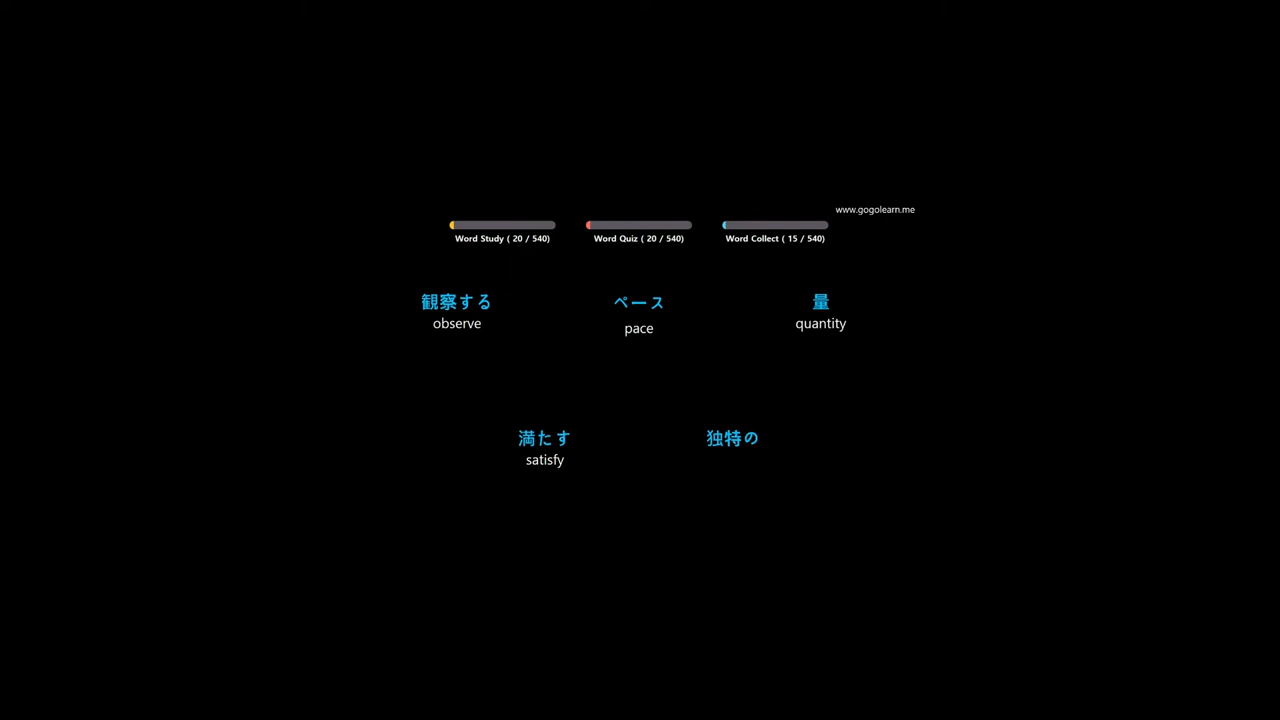 www.gogolearn.me
Word Study ( 20 / 540)
Word Quiz ( 20 / 540)
Word Collect ( 15 / 540)
観察する
observe
ペース
pace
量
quantity
満たす
satisfy
独特の